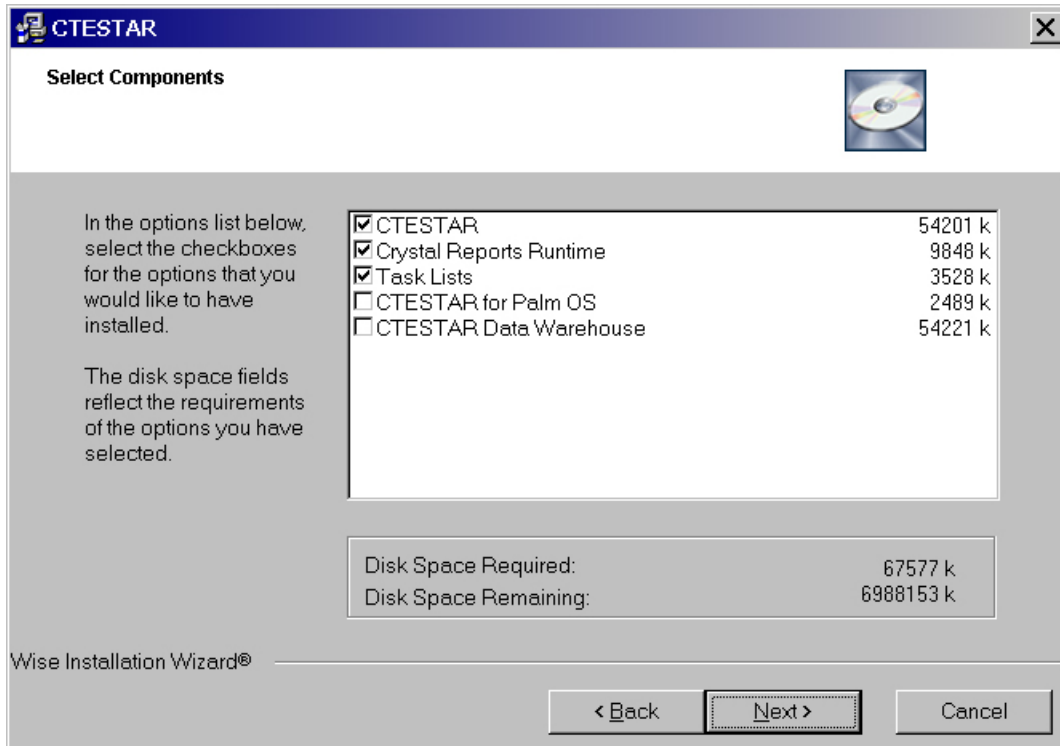 CTESTAR
Select Components
In the options list below,
select the checkboxes
for the options that you
would like to have
installed.
The disk space fields
reflect the requirements
of the options you have
selected.
CTESTAR 54201 k
Crystal Reports Runtime 9848 k
Task Lists 3528 k
CTESTAR for Palm OS 2489 k
CTESTAR Data Warehouse 54221 k
Disk Space Required: 67577 k
Disk Space Remaining: 6988153 k
Wise Installation Wizard®
< Back Next > Cancel